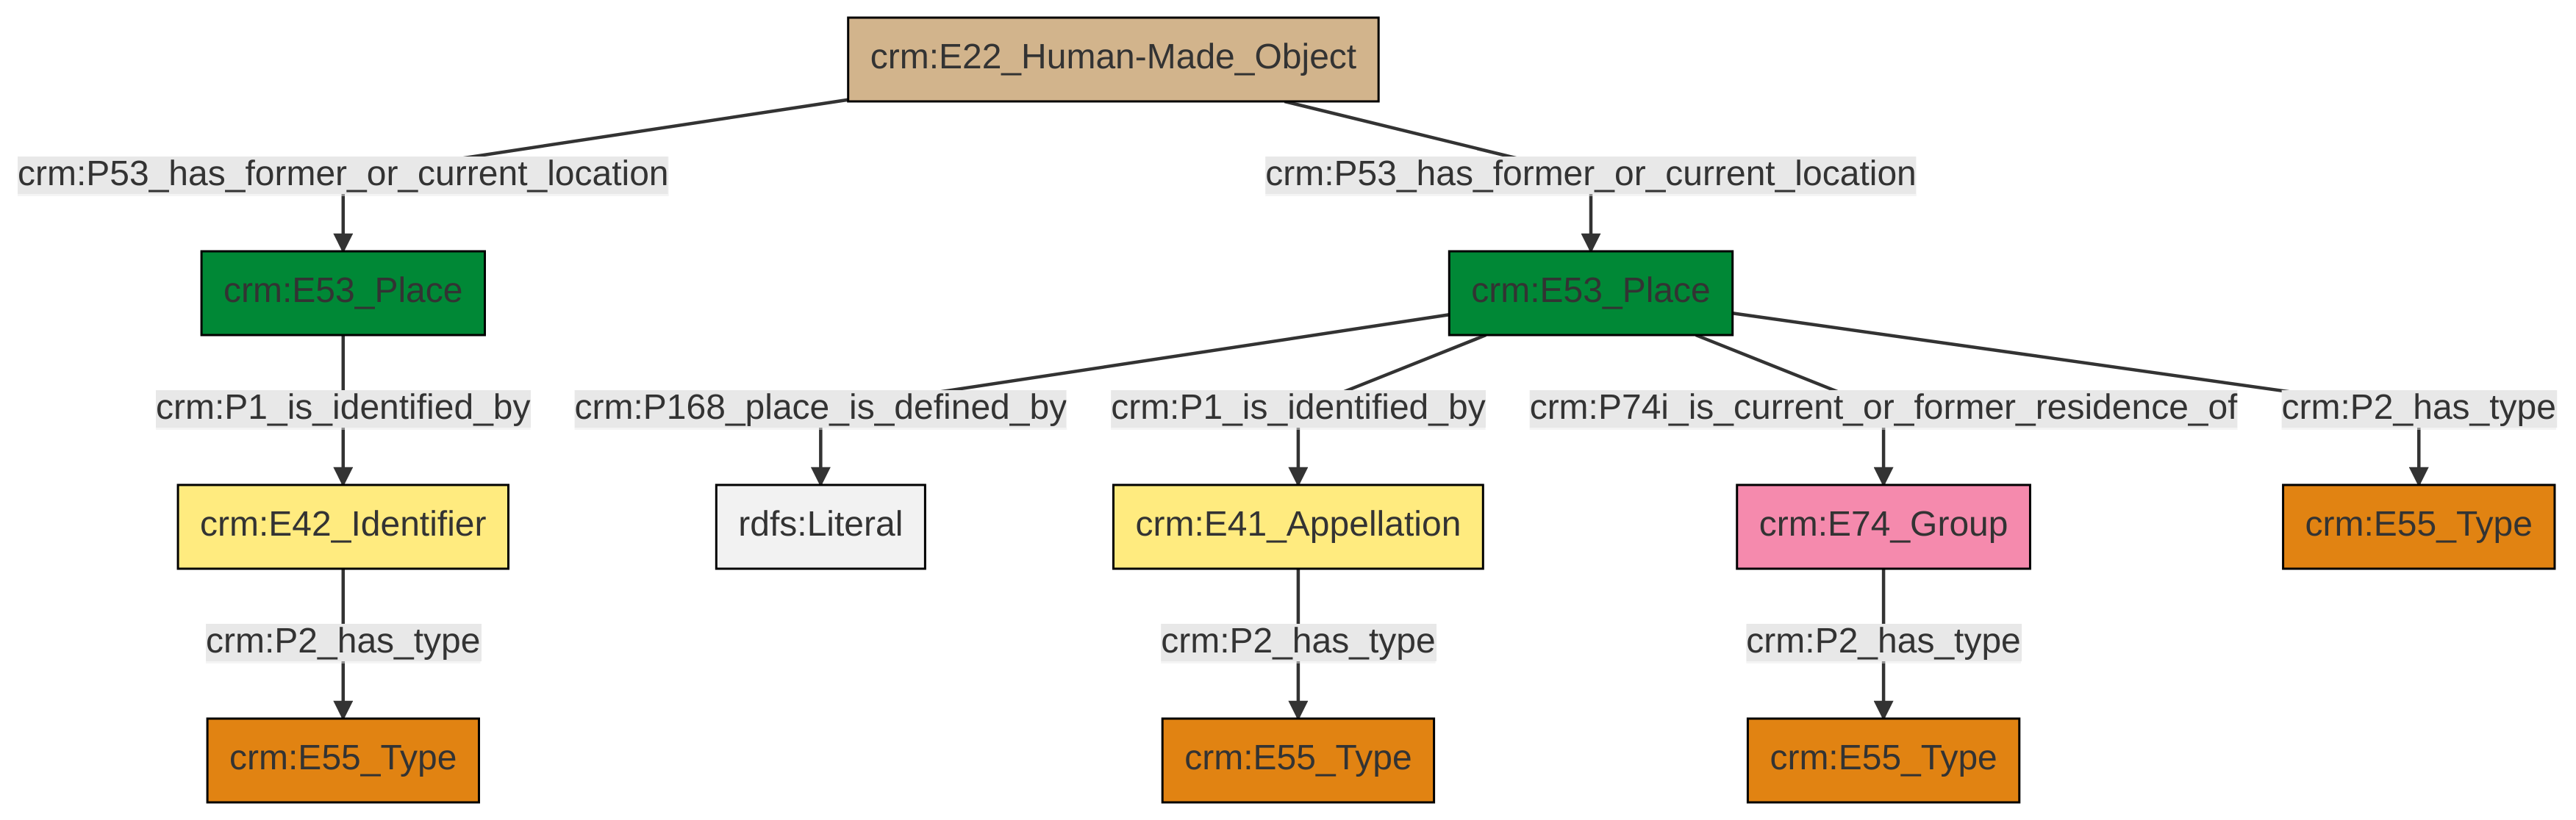 crm:E22_Human-Made_Object
crm:P53_has_former_or_current_location
crm:P53_has_former_or_current_location
crm:E53_Place
crm:E53_Place
crm:P1_is_identified_by
crm:P168_place_is_defined_by
crm:P1_is_identified_by
crm:P74i_is_current_or_former_residence_of
crm:P2_has_type
crm:E42_Identifier
rdfs:Literal
crm:E41_Appellation
crm:E74_Group
crm:E55_Type
crm:P2_has_type
crm:P2_has_type
crm:P2_has_type
crm:E55_Type
crm:E55_Type
crm:E55_Type